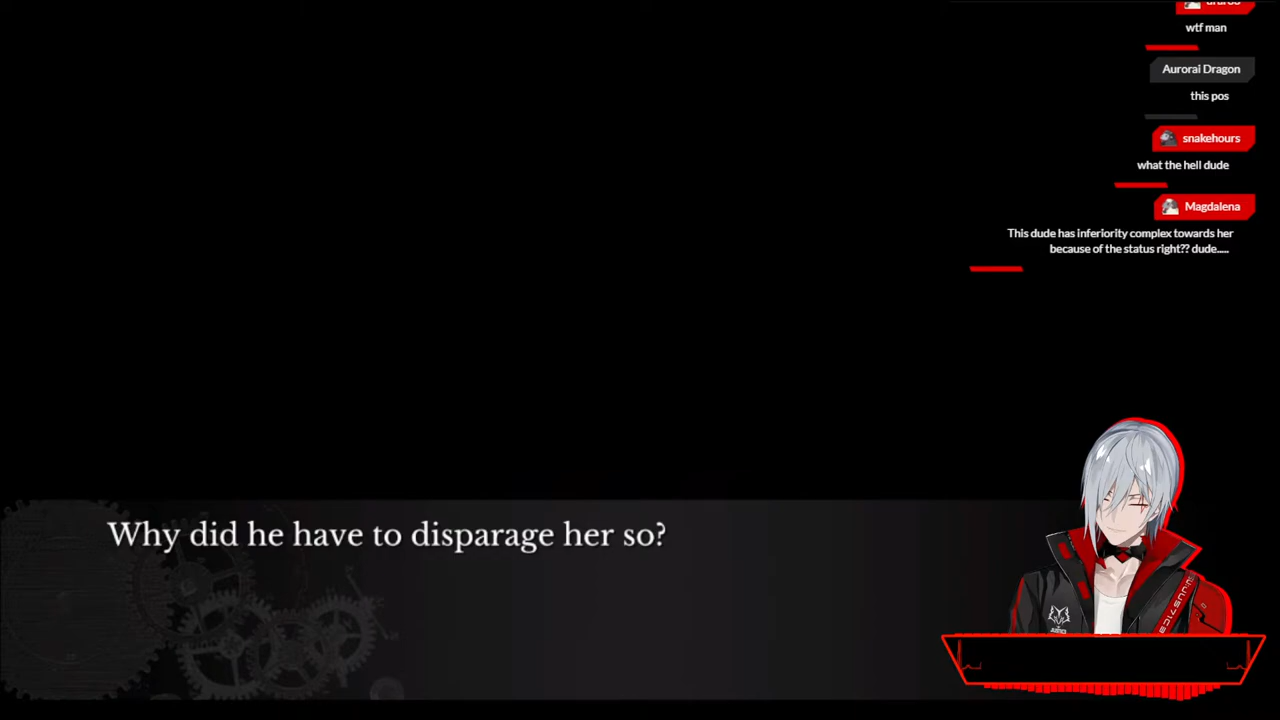 wtf man
Aurorai Dragon
this pos
snakehours
what the hell dude
Magdalena
This dude has inferiority complex towards her
because of the status right?? dude.....
Why did he have to disparage her so?